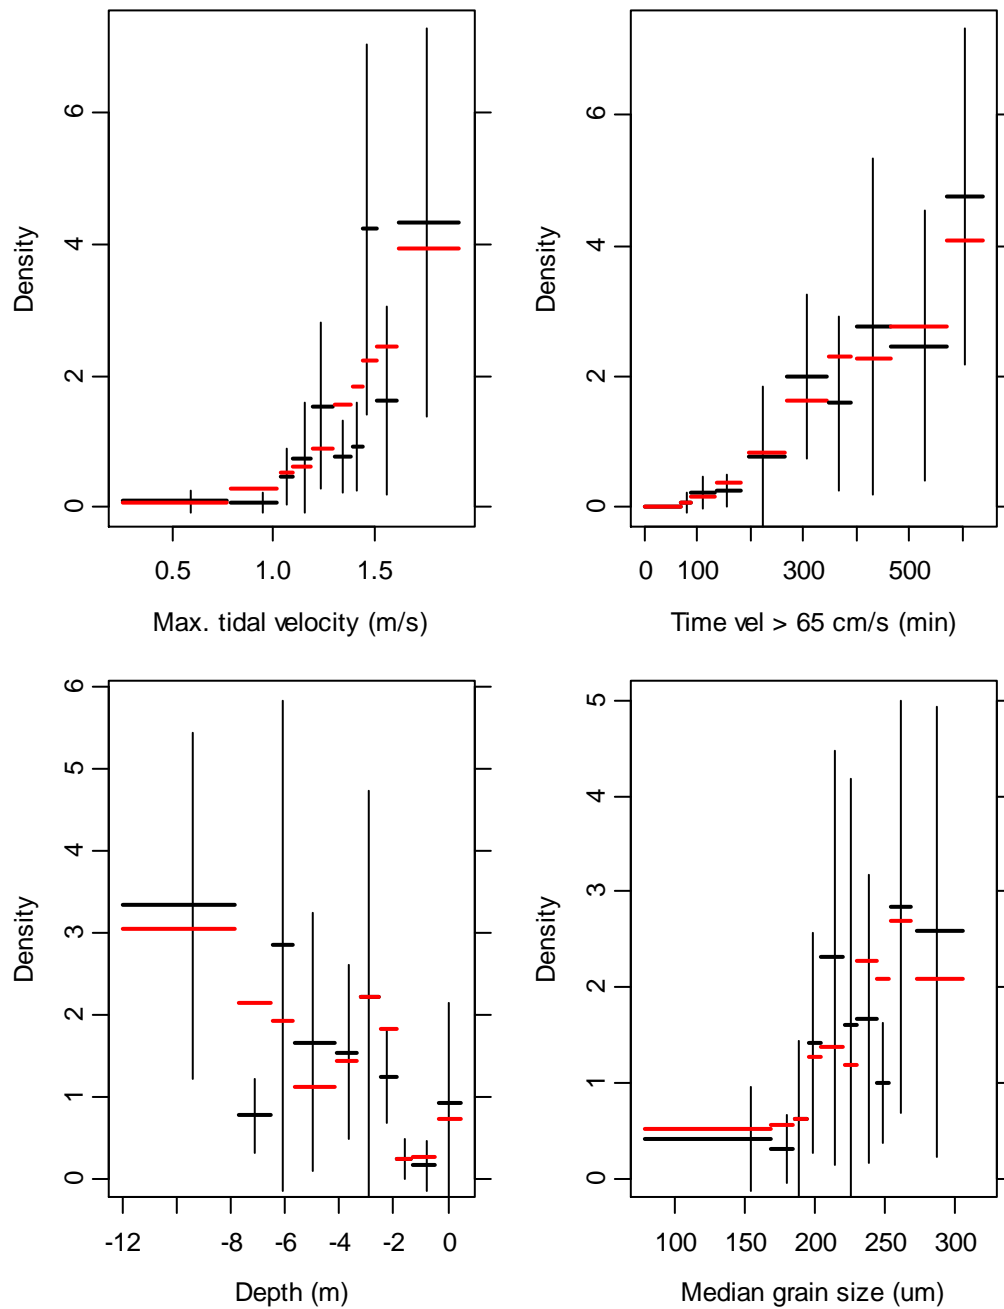 Density
0 2 4 6
0.5 1.0 1.5
Max. tidal velocity (m/s)
Density
0 2 4 6
0 100 300 500
Time vel > 65 cm/s (min)
Density
0 1 2 3 4 5 6
-12 -8 -6 -4 -2 0
Depth (m)
Density
0 1 2 3 4 5
100 150 200 250 300
Median grain size (um)